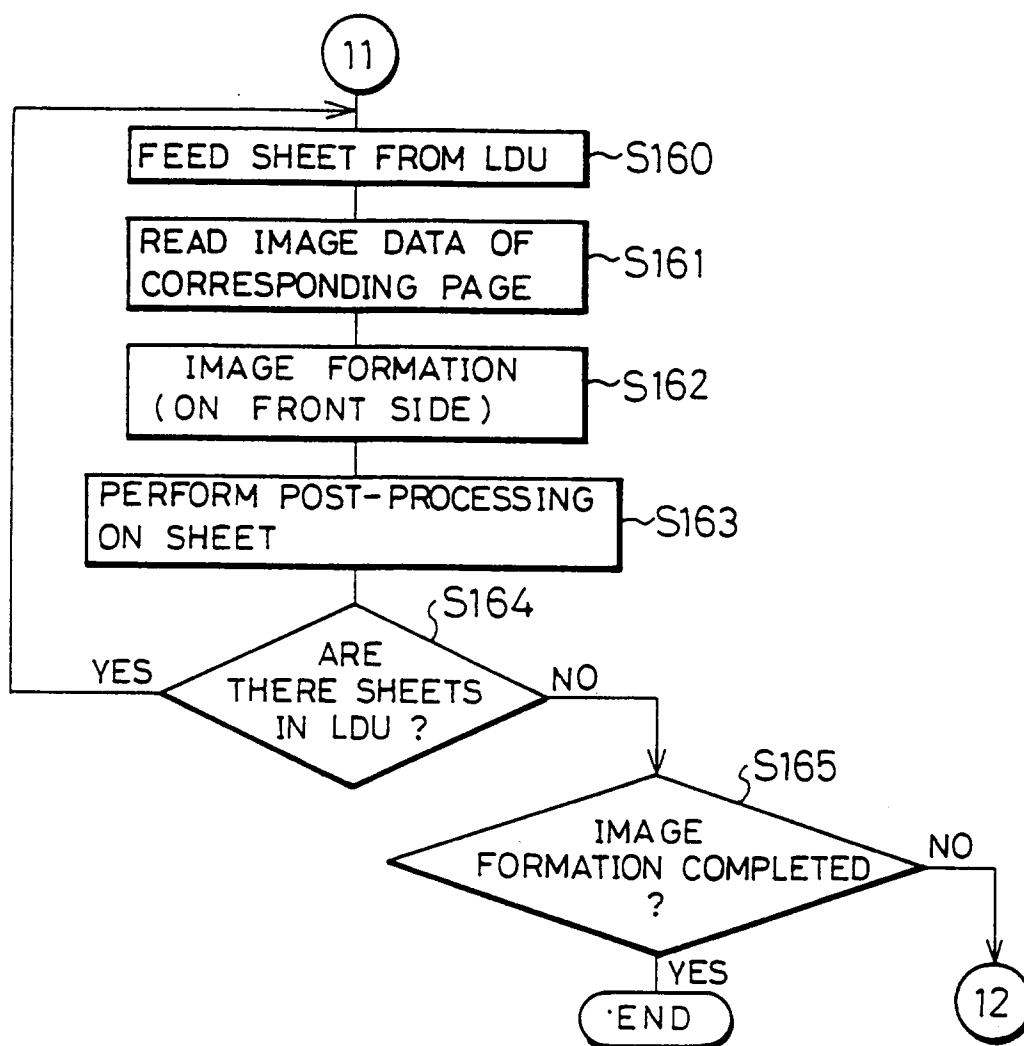 11
FEED SHEET FROM LDU
S160
READ IMAGE DATA OF
CORRESPONDING PAGE
S161
IMAGE FORMATION
(ON FRONT SIDE)
S162
PERFORM POST-PROCESSING
ON SHEET
S163
S164
ARE
THERE SHEETS
IN LDU ?
YES
NO
S165
IMAGE
FORMATION COMPLETED
?
NO
YES
END
12